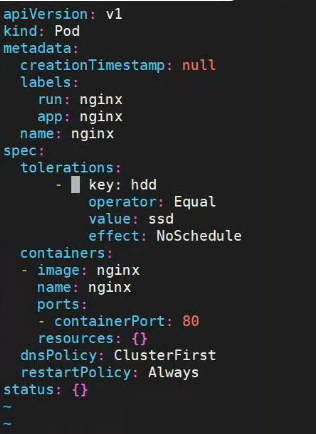 apiVersion: v1
kind: Pod
metadata:
  creationTimestamp: null
  labels:
    run: nginx
    app: nginx
  name: nginx
spec:
  tolerations:
      -   key: hdd
          operator: Equal
          value: ssd
          effect: NoSchedule
  containers:
  - image: nginx
    name: nginx
    ports:
    - containerPort: 80
    resources: {}
  dnsPolicy: ClusterFirst
  restartPolicy: Always
status: {}
~
~